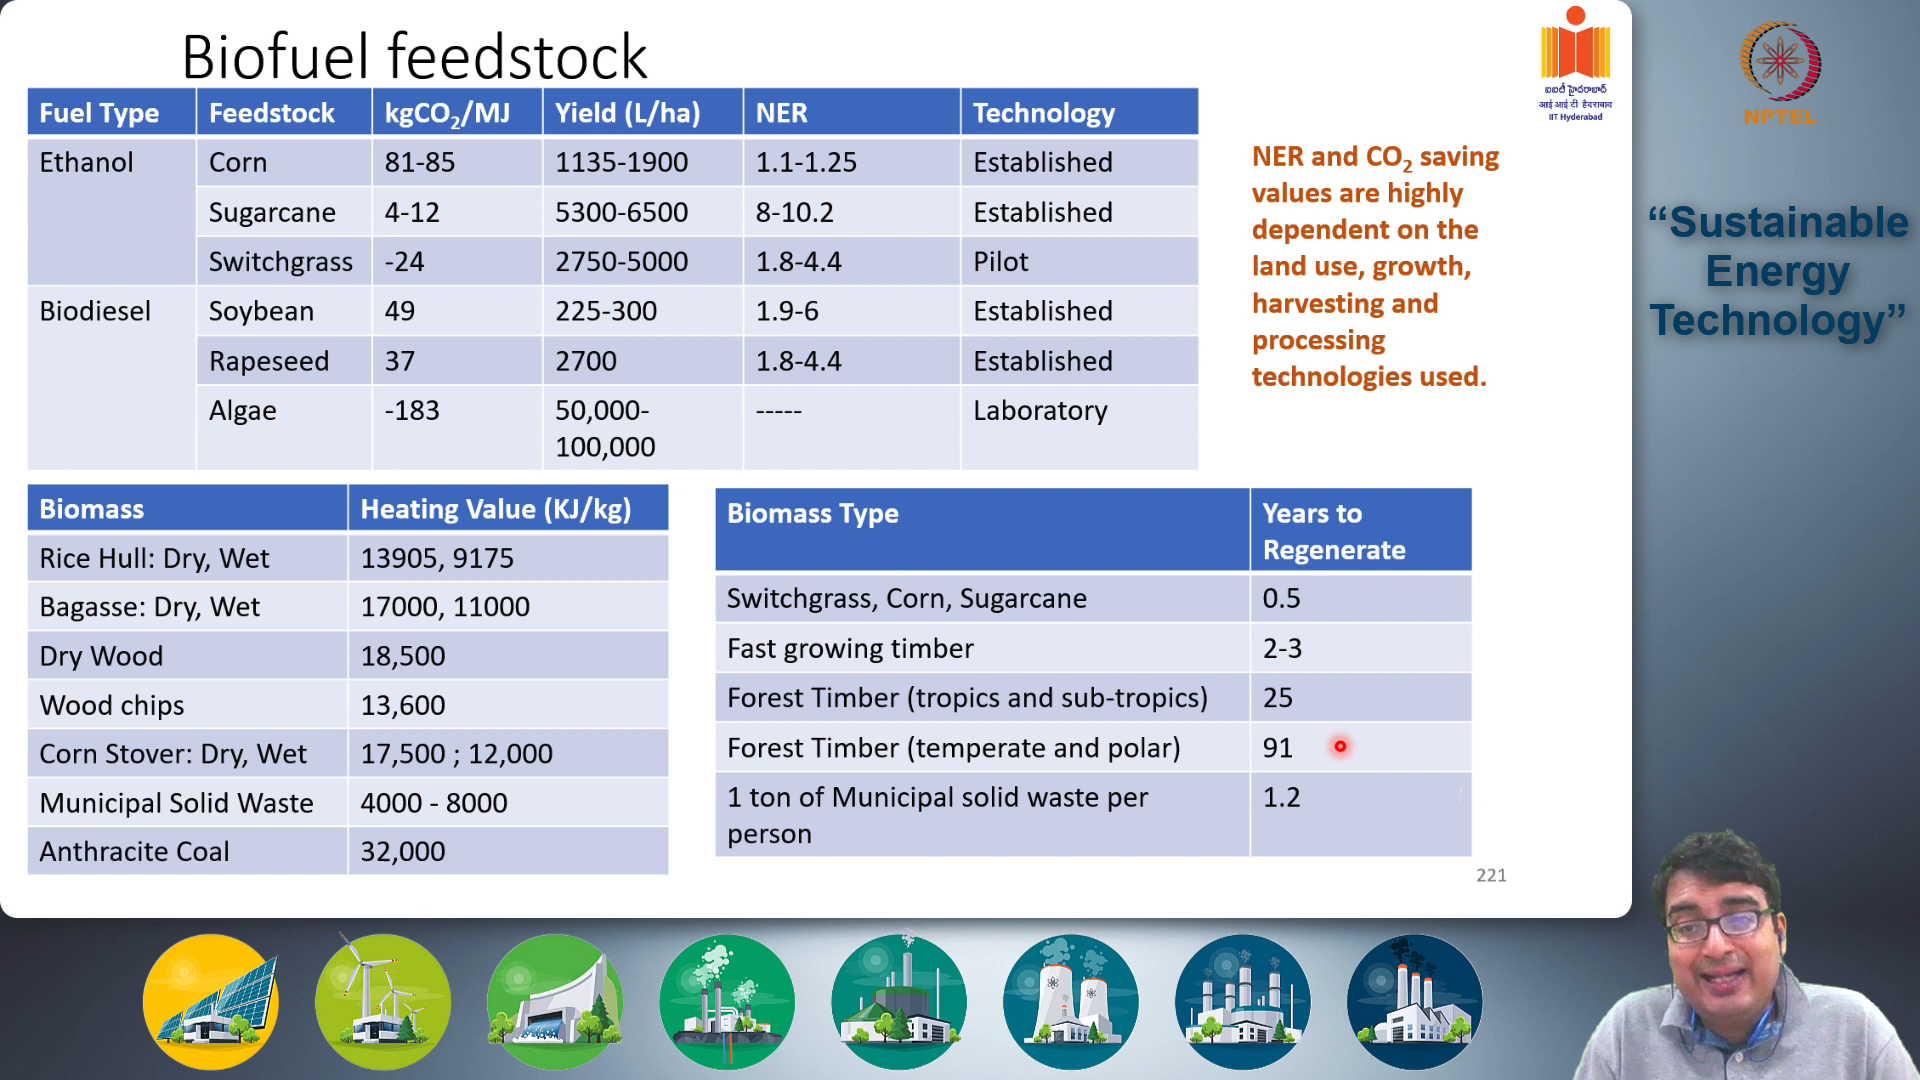 Biofuel feedstock
Fuel Type Feedstock kgCO₂/MJ Yield (L/ha) NER Technology
Ethanol Corn 81-85 1135-1900 1.1-1.25 Established
Sugarcane 4-12 5300-6500 8-10.2 Established
Switchgrass -24 2750-5000 1.8-4.4 Pilot
Biodiesel Soybean 49 225-300 1.9-6 Established
Rapeseed 37 2700 1.8-4.4 Established
Algae -183 50,000- ----- Laboratory
100,000
NER and CO₂ saving
values are highly
dependent on the
land use, growth,
harvesting and
processing
technologies used.
Biomass Heating Value (KJ/kg)
Rice Hull: Dry, Wet 13905, 9175
Bagasse: Dry, Wet 17000, 11000
Dry Wood 18,500
Wood chips 13,600
Corn Stover: Dry, Wet 17,500 ; 12,000
Municipal Solid Waste 4000 - 8000
Anthracite Coal 32,000
Biomass Type Years to
Regenerate
Switchgrass, Corn, Sugarcane 0.5
Fast growing timber 2-3
Forest Timber (tropics and sub-tropics) 25
Forest Timber (temperate and polar) 91
1 ton of Municipal solid waste per 1.2
person
221
ఐఐటీ హైదరాబాద్
आई आई टी हैदराबाद
IIT Hyderabad
NPTEL
“Sustainable
Energy
Technology”